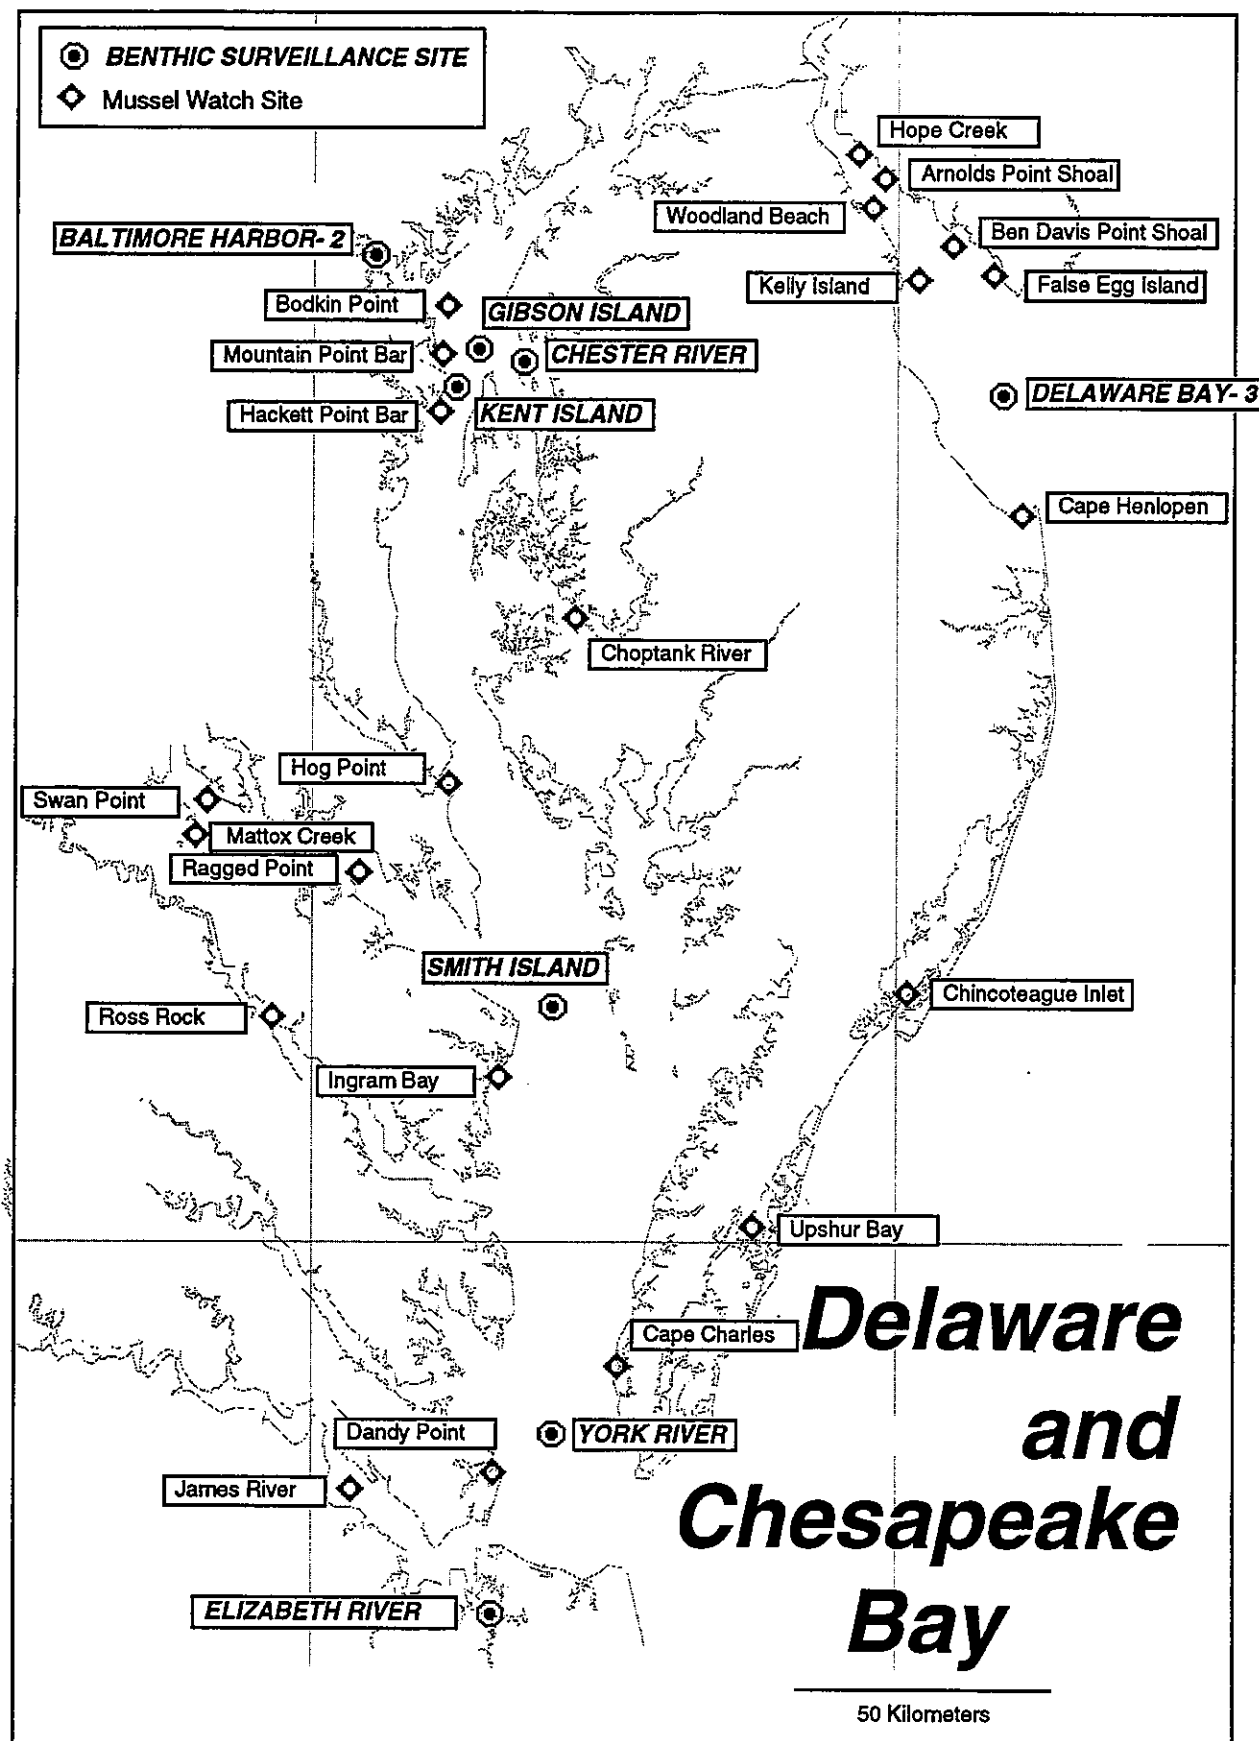 BENTHIC SURVEILLANCE SITE
Mussel Watch Site
Hope Creek
Arnolds Point Shoal
Woodland Beach
Ben Davis Point Shoal
BALTIMORE HARBOR- 2
Kelly Island
False Egg Island
Bodkin Point
GIBSON ISLAND
Mountain Point Bar
CHESTER RIVER
DELAWARE BAY- 3
Hackett Point Bar
KENT ISLAND
Cape Henlopen
Choptank River
Hog Point
Swan Point
Mattox Creek
Ragged Point
SMITH ISLAND
Chincoteague Inlet
Ross Rock
Ingram Bay
Upshur Bay
Cape Charles
Dandy Point
YORK RIVER
James River
ELIZABETH RIVER
Delaware
and
Chesapeake
Bay
50 Kilometers